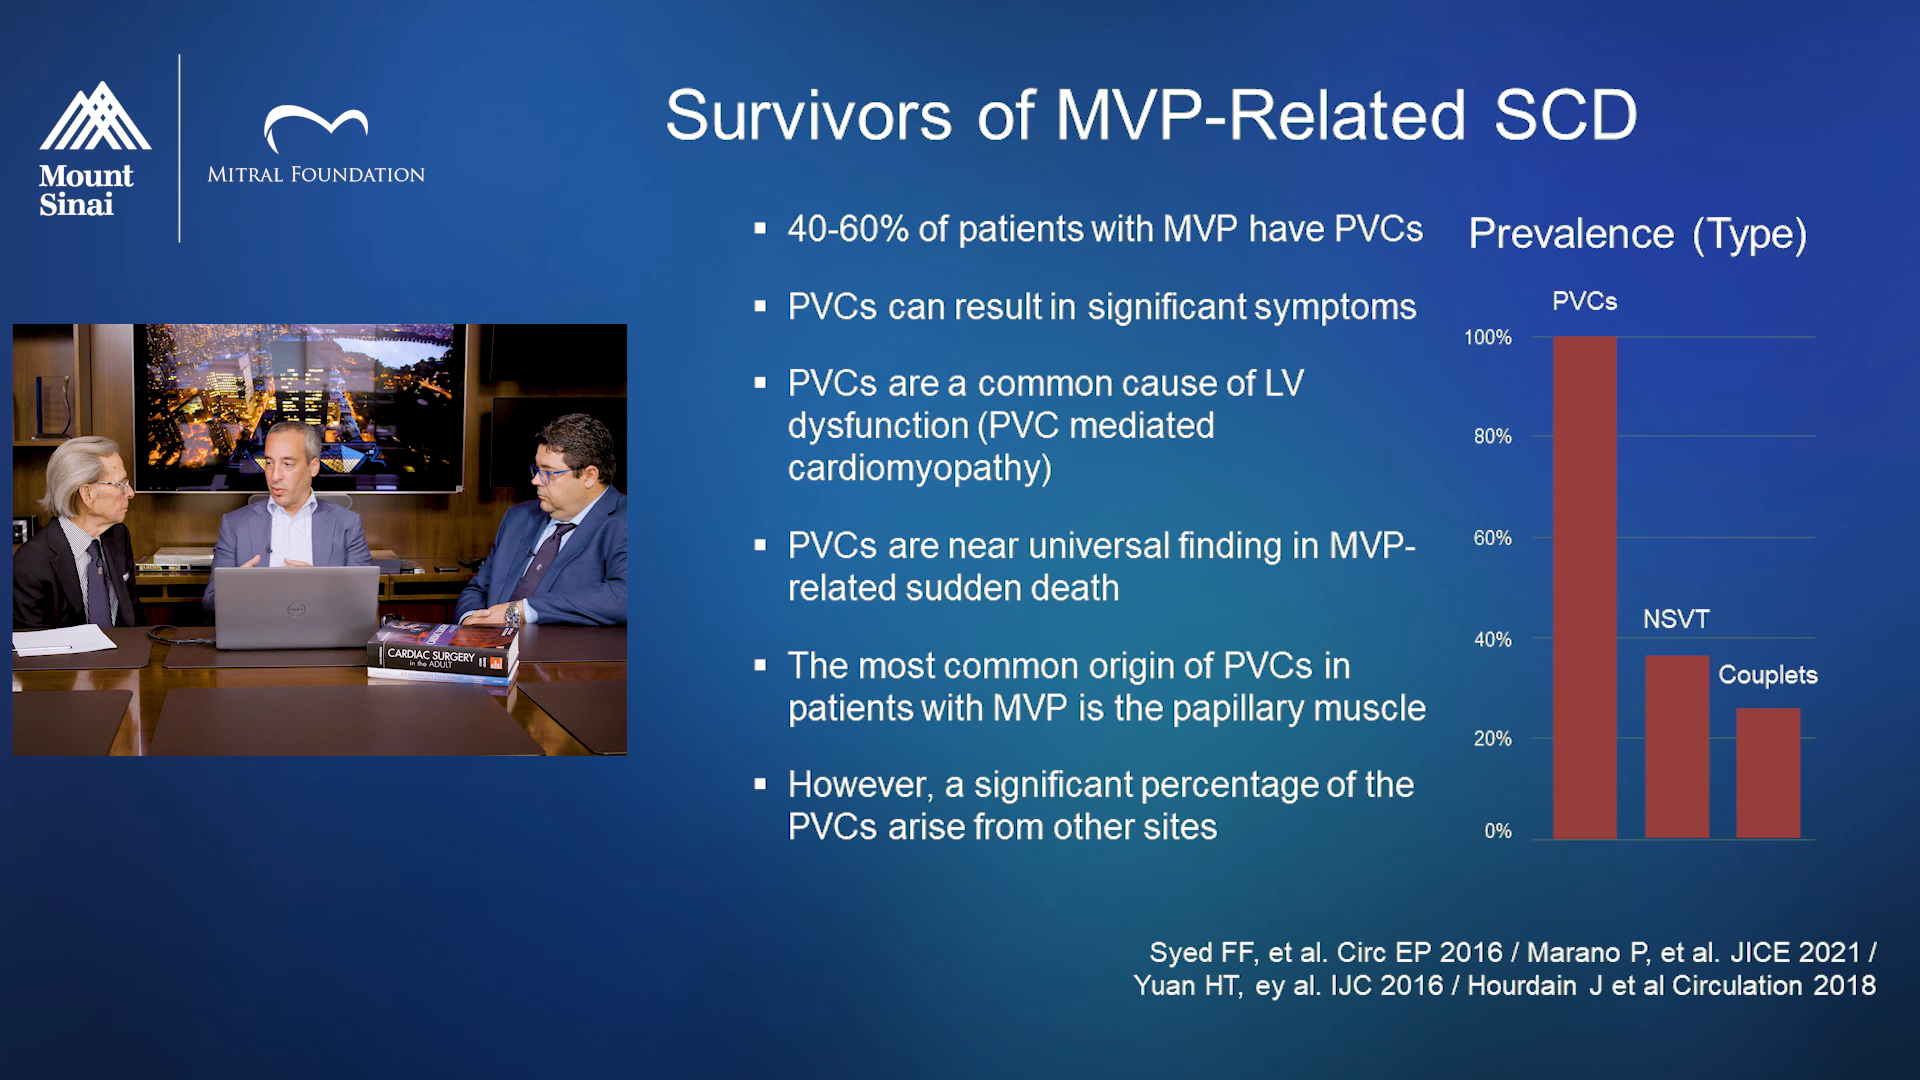 Mount
Sinai
MITRAL FOUNDATION
Survivors of MVP-Related SCD
▪ 40-60% of patients with MVP have PVCs
▪ PVCs can result in significant symptoms
▪ PVCs are a common cause of LV
dysfunction (PVC mediated
cardiomyopathy)
▪ PVCs are near universal finding in MVP-
related sudden death
▪ The most common origin of PVCs in
patients with MVP is the papillary muscle
▪ However, a significant percentage of the
PVCs arise from other sites
Prevalence (Type)
PVCs
100%
80%
60%
NSVT
40%
Couplets
20%
0%
DELL
CARDIAC SURGERY
in the ADULT
Syed FF, et al. Circ EP 2016 / Marano P, et al. JICE 2021 /
Yuan HT, ey al. IJC 2016 / Hourdain J et al Circulation 2018